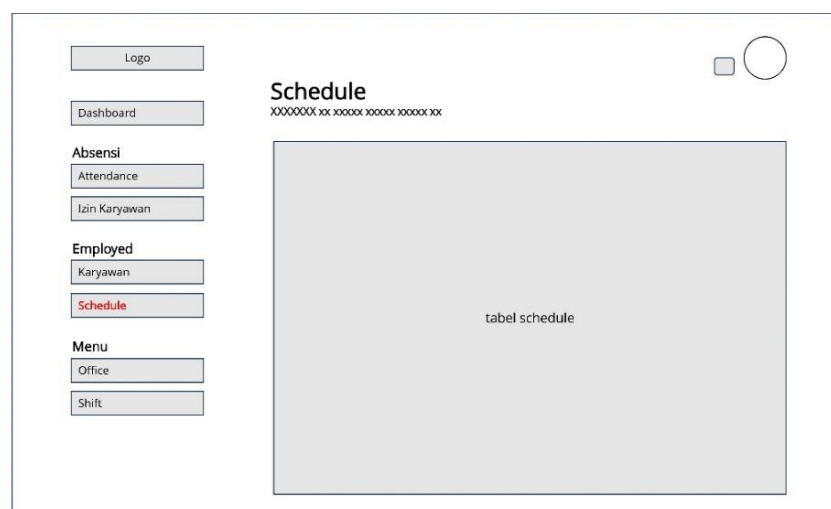 Logo
Dashboard
Absensi
Attendance
Izin Karyawan
Employed
Karyawan
Schedule
Menu
Office
Shift
Schedule
XXXXXXX xx xxxxx xxxxx xxxxx xx
tabel schedule